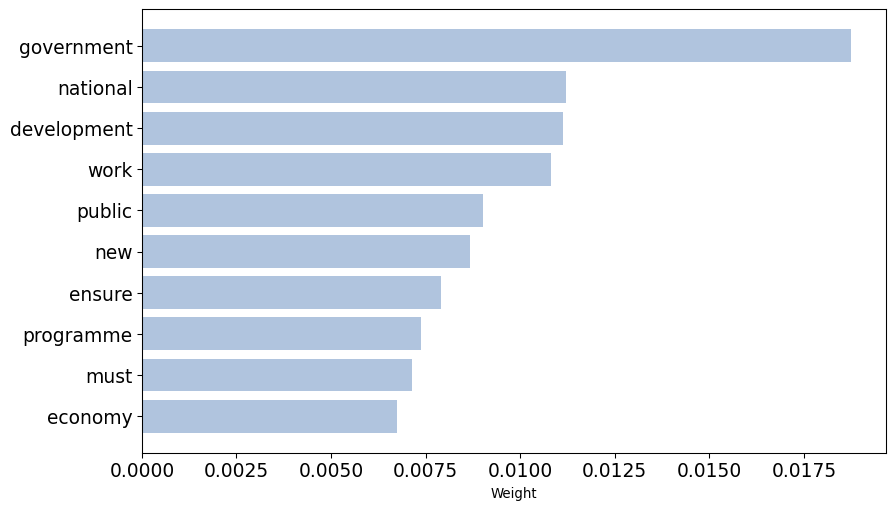 government
national
development
work
public
new
ensure
programme
must
economy
0.0000 0.0025 0.0050 0.0075 0.0100 0.0125 0.0150 0.0175
Weight